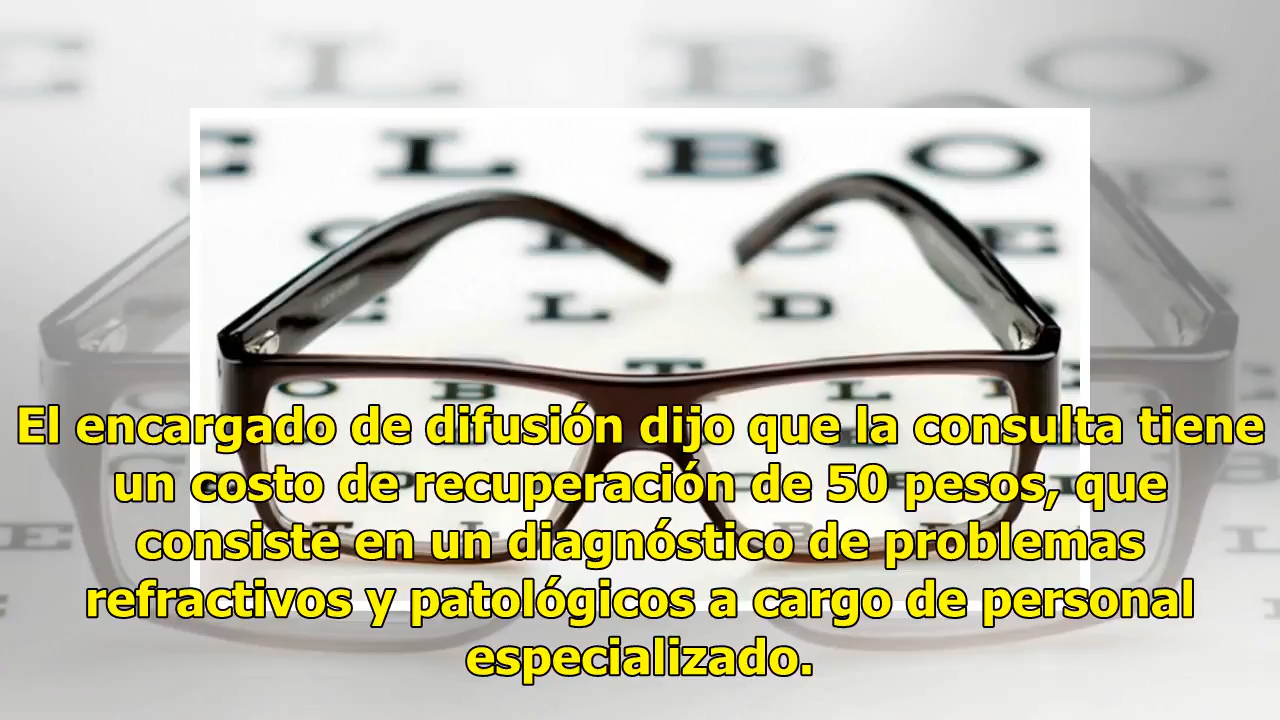 C L B O
C L B O E
C L B C E
E L D
T
O B T L E
El encargado de difusión dijo que la consulta tiene
un costo de recuperación de 50 pesos, que
consiste en un diagnóstico de problemas
refractivos y patológicos a cargo de personal
especializado.